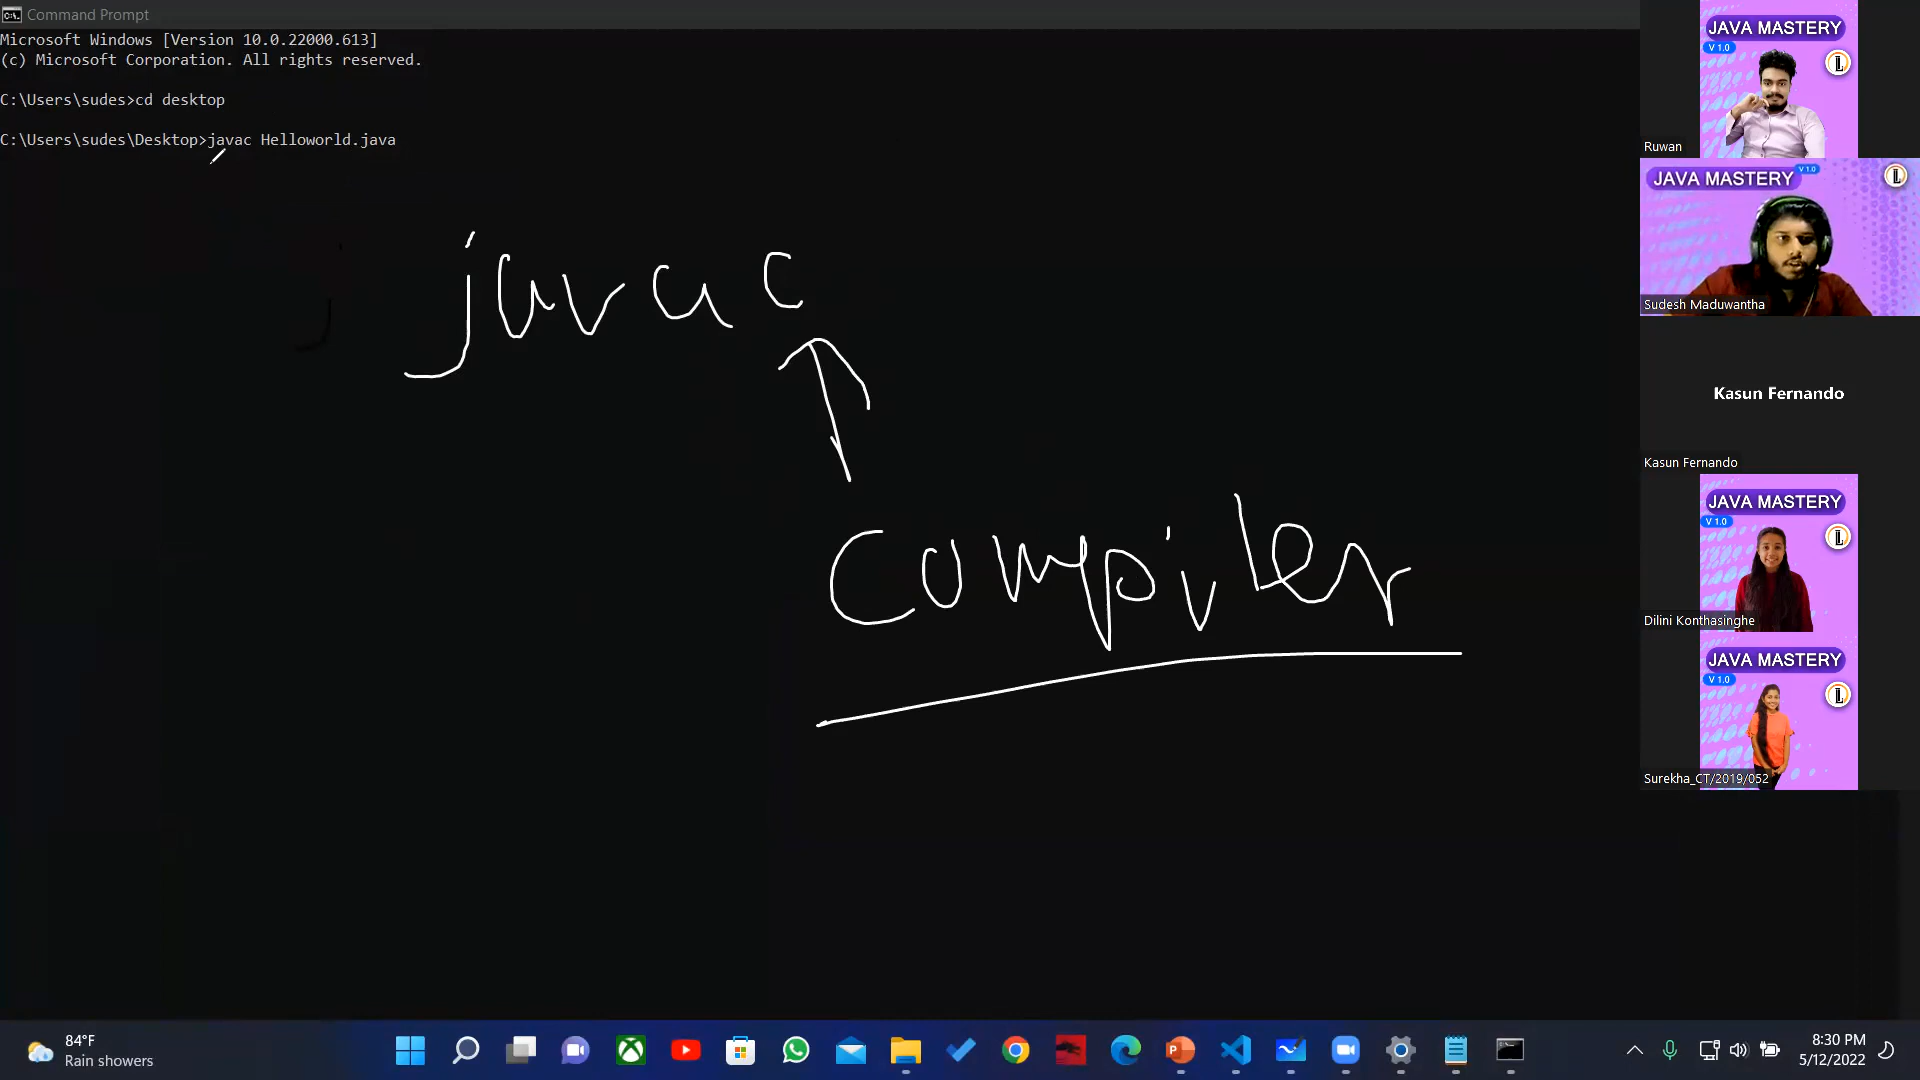 Command Prompt
Microsoft Windows [Version 10.0.22000.613]
(c) Microsoft Corporation. All rights reserved.
C:\Users\sudes>cd desktop
C:\Users\sudes\Desktop>javac Helloworld.java
javac
Compiler
JAVA MASTERY
V 1.0
Ruwan
JAVA MASTERY V 1.0
Sudesh Maduwantha
Kasun Fernando
Kasun Fernando
JAVA MASTERY
V 1.0
Dilini Konthasinghe
JAVA MASTERY
V 1.0
Surekha_CT/2019/052
84°F
Rain showers
8:30 PM
5/12/2022